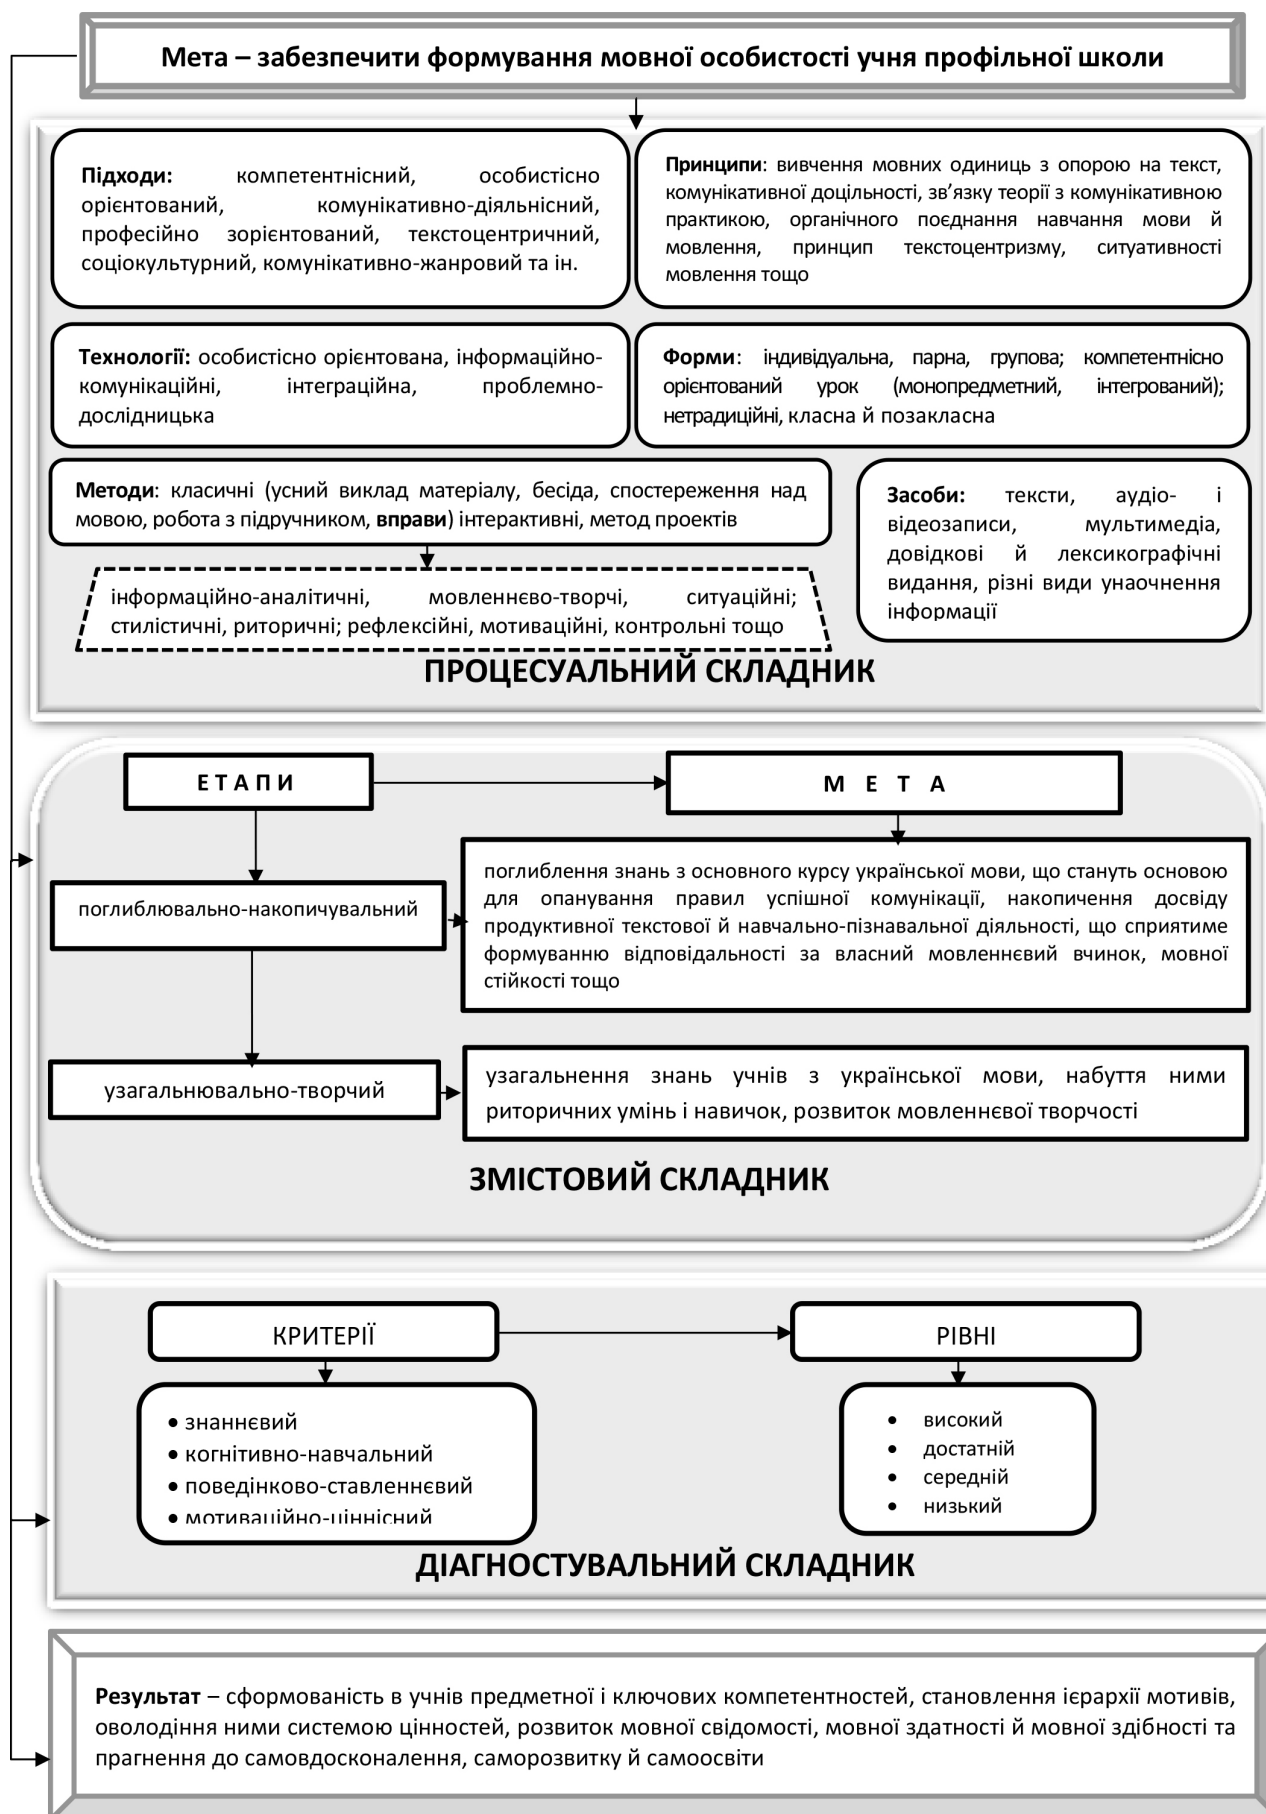 Мета – забезпечити формування мовної особистості учня профільної школи
Підходи: компетентнісний, особистісно
орієнтований, комунікативно-діяльнісний,
професійно зорієнтований, текстоцентричний,
соціокультурний, комунікативно-жанровий та ін.
Принципи: вивчення мовних одиниць з опорою на текст,
комунікативної доцільності, зв’язку теорії з комунікативною
практикою, органічного поєднання навчання мови й
мовлення, принцип текстоцентризму, ситуативності
мовлення тощо
Технології: особистісно орієнтована, інформаційно-
комунікаційні, інтеграційна, проблемно-
дослідницька
Форми: індивідуальна, парна, групова; компетентнісно
орієнтований урок (монопредметний, інтегрований);
нетрадиційні, класна й позакласна
Методи: класичні (усний виклад матеріалу, бесіда, спостереження над
мовою, робота з підручником, вправи) інтерактивні, метод проектів
Засоби: тексти, аудіо- і
відеозаписи, мультимедіа,
довідкові й лексикографічні
видання, різні види унаочнення
інформації
інформаційно-аналітичні, мовленнєво-творчі, ситуаційні;
стилістичні, риторичні; рефлексійні, мотиваційні, контрольні тощо
ПРОЦЕСУАЛЬНИЙ СКЛАДНИК
Е Т А П И
М Е Т А
поглиблювально-накопичувальний
поглиблення знань з основного курсу української мови, що стануть основою
для опанування правил успішної комунікації, накопичення досвіду
продуктивної текстової й навчально-пізнавальної діяльності, що сприятиме
формуванню відповідальності за власний мовленнєвий вчинок, мовної
стійкості тощо
узагальнювально-творчий
узагальнення знань учнів з української мови, набуття ними
риторичних умінь і навичок, розвиток мовленнєвої творчості
ЗМІСТОВИЙ СКЛАДНИК
КРИТЕРІЇ
РІВНІ
• знаннєвий
• когнітивно-навчальний
• поведінково-ставленнєвий
• мотиваційно-ціннісний
• високий
• достатній
• середній
• низький
ДІАГНОСТУВАЛЬНИЙ СКЛАДНИК
Результат – сформованість в учнів предметної і ключових компетентностей, становлення ієрархії мотивів,
оволодіння ними системою цінностей, розвиток мовної свідомості, мовної здатності й мовної здібності та
прагнення до самовдосконалення, саморозвитку й самоосвіти